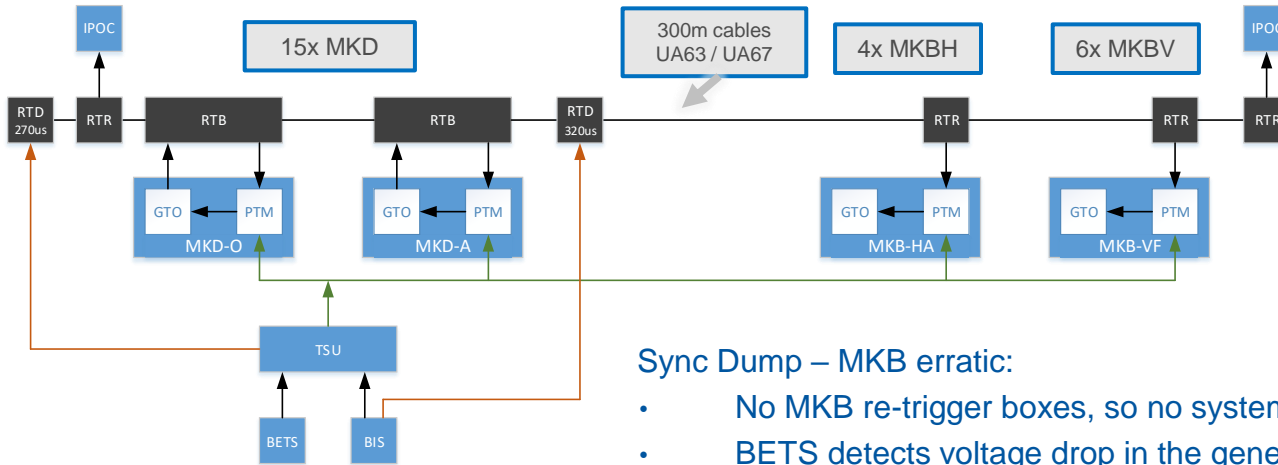 IPOC
15x MKD
300m cables
UA63 / UA67
4x MKBH
6x MKBV
IPOC
RTD
270us
RTR
RTB
RTB
RTD
320us
RTR
RTR
RTR
GTO
PTM
MKD-O
GTO
PTM
MKD-A
GTO
PTM
MKB-HA
GTO
PTM
MKB-VF
TSU
BETS
BIS
Sync Dump – MKB erratic:
• No MKB re-trigger boxes, so no system
• BETS detects voltage drop in the gene